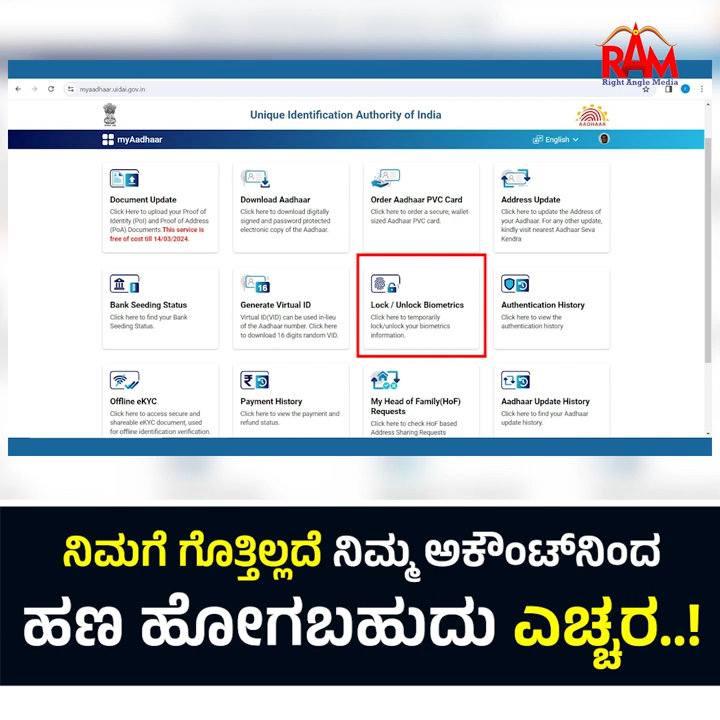 RAM
Right Angle Media
myaadhaar.uidai.gov.in
Unique Identification Authority of India
AADHAAR
myAadhaar
English
Document Update
Click Here to upload your Proof of
Identity (PoI) and Proof of Address
(PoA) Documents.This service is
free of cost till 14/03/2024.
Download Aadhaar
Click here to download digitally
signed and password protected
electronic copy of the Aadhaar.
Order Aadhaar PVC Card
Click here to order a secure, wallet-
sized Aadhaar PVC card.
Address Update
Click here to update the Address of
your Aadhaar. For any other update,
kindly visit nearest Aadhaar Seva
Kendra
Bank Seeding Status
Click here to find your Bank
Seeding Status.
16
Generate Virtual ID
Virtual ID(VID) can be used in-lieu
of the Aadhaar number. Click here
to download 16 digits random VID.
Lock / Unlock Biometrics
Click here to temporarily
lock/unlock your biometrics
information.
Authentication History
Click here to view the
authentication history
Offline eKYC
Click here to access secure and
shareable eKYC document, used
for offline identification verification.
₹
Payment History
Click here to view the payment and
refund status.
My Head of Family(HoF)
Requests
Click here to check HoF based
Address Sharing Requests
Aadhaar Update History
Click here to find your Aadhaar
update history.
ನಿಮಗೆ ಗೊತ್ತಿಲ್ಲದೆ ನಿಮ್ಮ ಅಕೌಂಟ್‌ನಿಂದ
ಹಣ ಹೋಗಬಹುದು ಎಚ್ಚರ..!